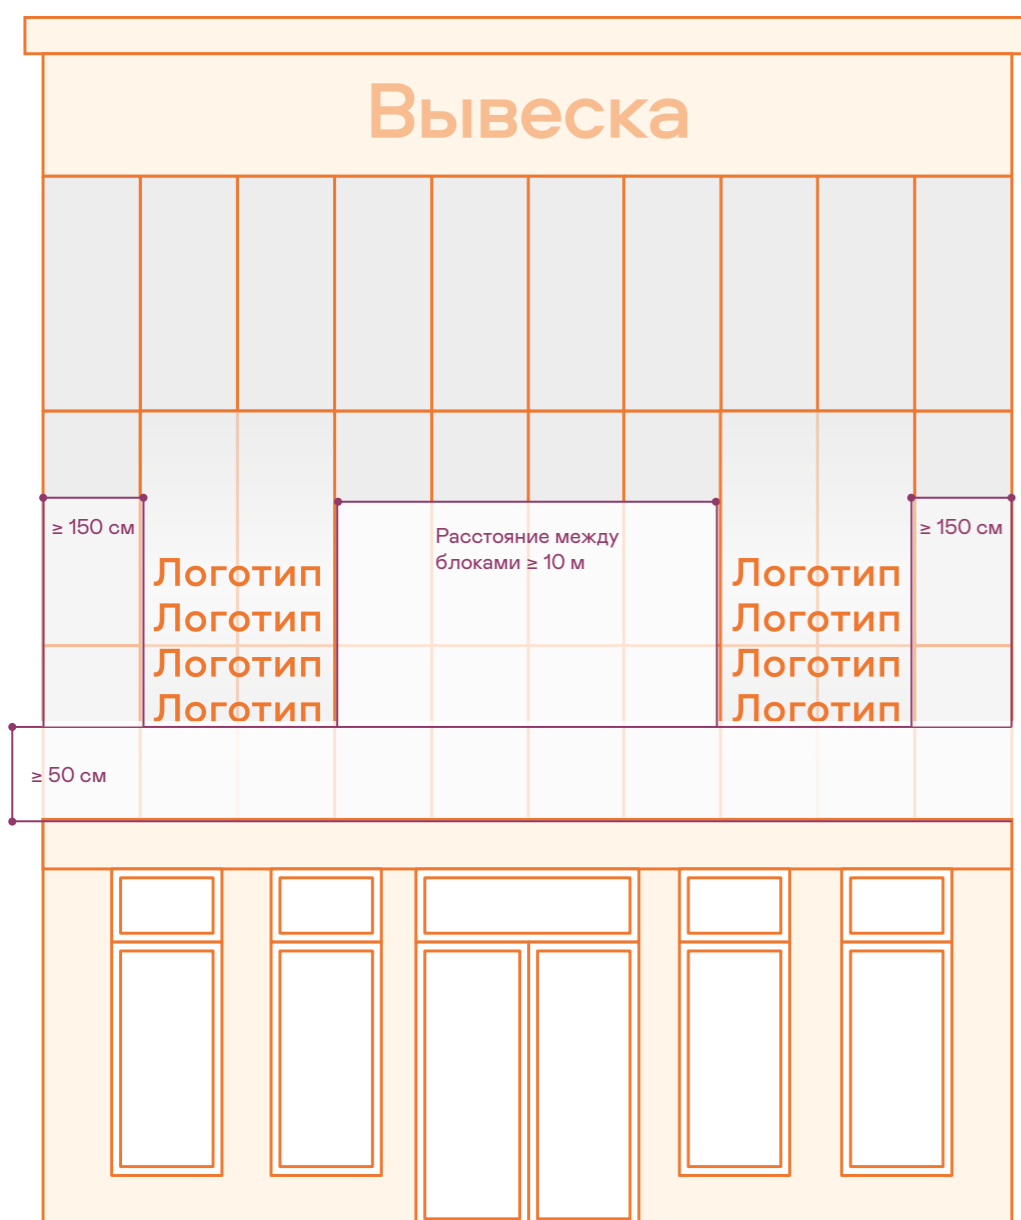 Вывеска
≥ 150 см
Расстояние между
блоками ≥ 10 м
≥ 150 см
Логотип
Логотип
Логотип
Логотип
Логотип
Логотип
Логотип
Логотип
≥ 50 см